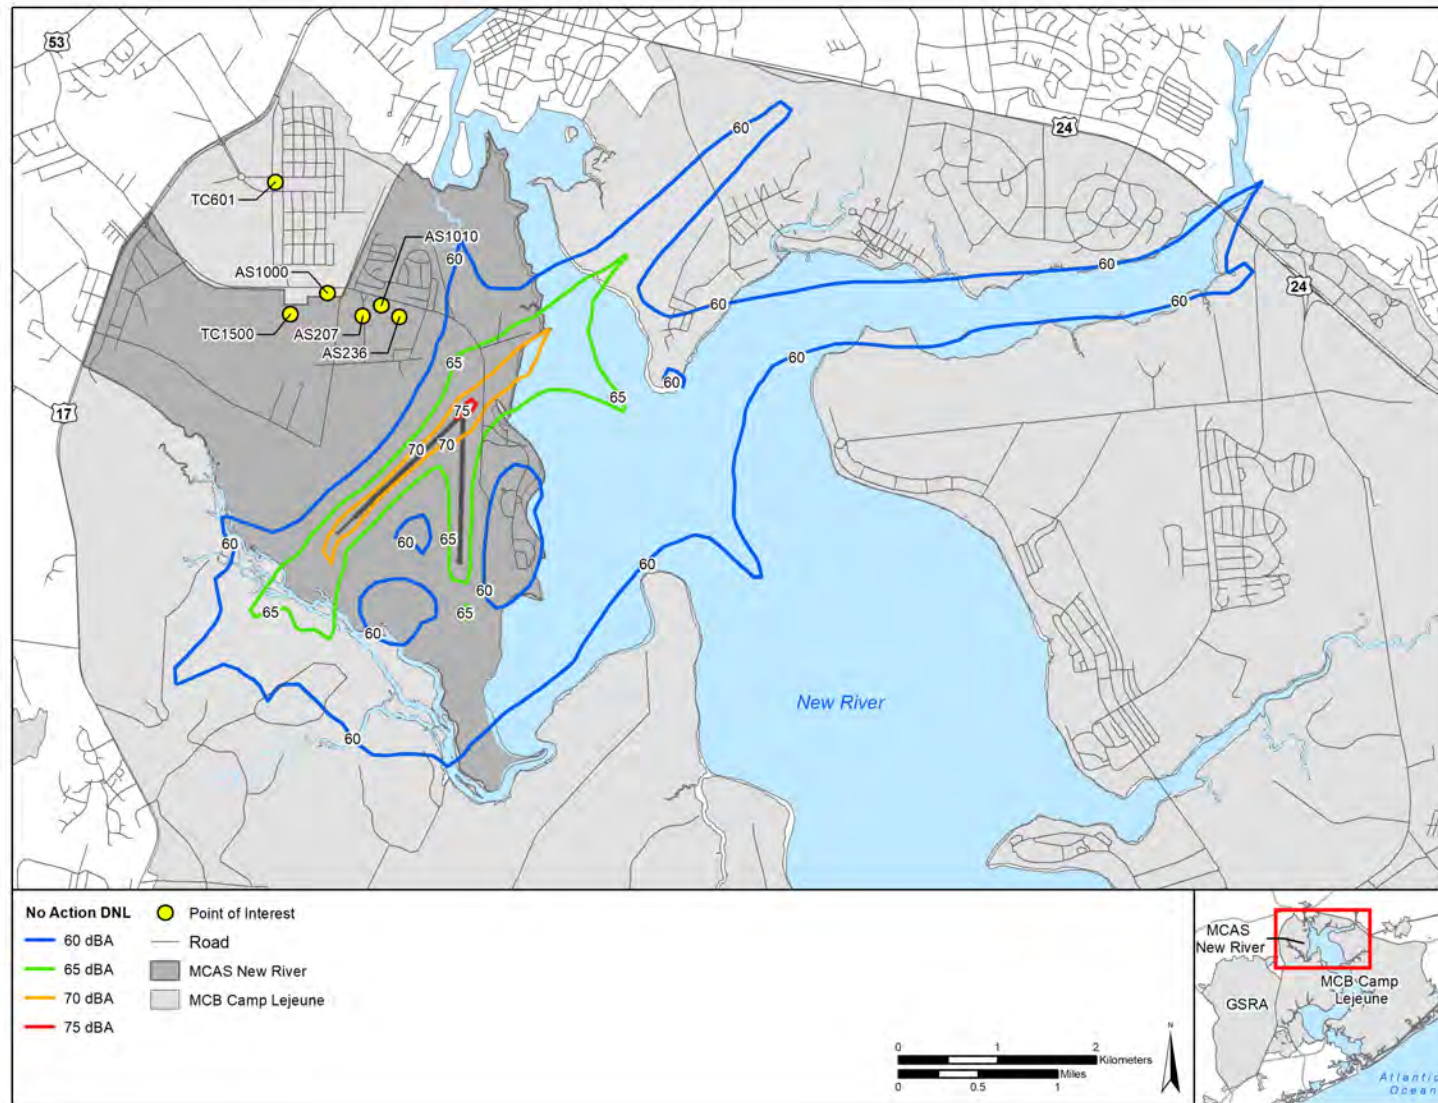 53
24
60
TC601
60
AS1010
60
AS1000
60
60
24
60
TC1500
AS207
AS236
65
60
60
65
17
75
70
70
60
65
60
60
60
65
65
60
New River
60
No Action DNL
60 dBA
65 dBA
70 dBA
75 dBA
Point of Interest
Road
MCAS New River
MCB Camp Lejeune
0 1 2
Kilometers
Miles
0 0.5 1
N
MCAS
New River
MCB Camp
Lejeune
GSRA
Atlantic
Ocean